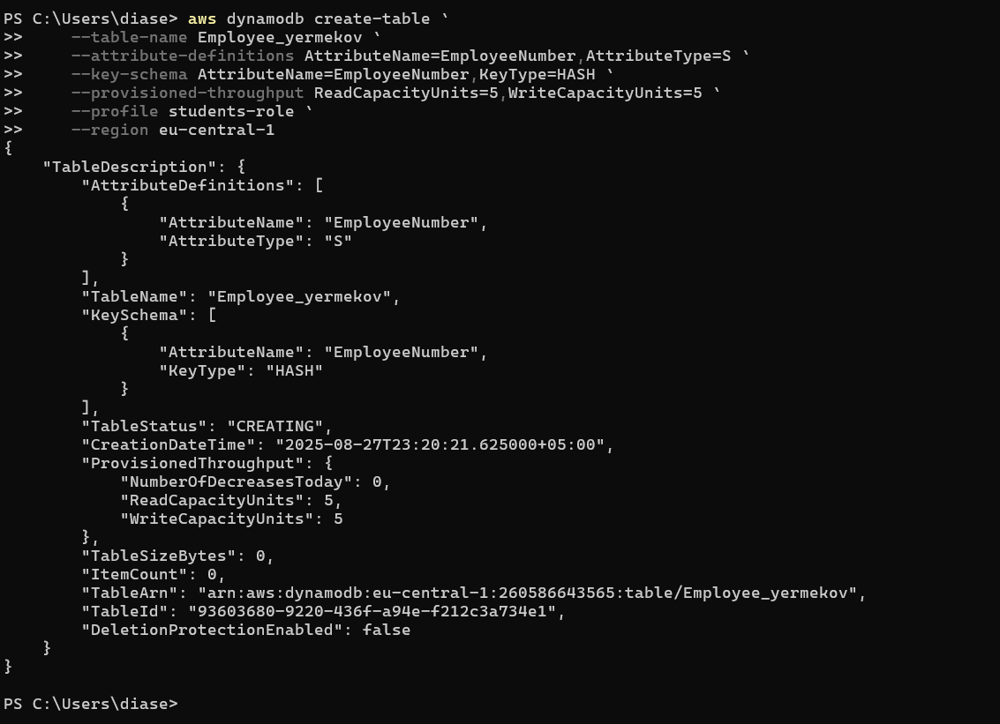 PS C:\Users\diase> aws dynamodb create-table `
>>     --table-name Employee_yermekov `
>>     --attribute-definitions AttributeName=EmployeeNumber,AttributeType=S `
>>     --key-schema AttributeName=EmployeeNumber,KeyType=HASH `
>>     --provisioned-throughput ReadCapacityUnits=5,WriteCapacityUnits=5 `
>>     --profile students-role `
>>     --region eu-central-1
{
    "TableDescription": {
        "AttributeDefinitions": [
            {
                "AttributeName": "EmployeeNumber",
                "AttributeType": "S"
            }
        ],
        "TableName": "Employee_yermekov",
        "KeySchema": [
            {
                "AttributeName": "EmployeeNumber",
                "KeyType": "HASH"
            }
        ],
        "TableStatus": "CREATING",
        "CreationDateTime": "2025-08-27T23:20:21.625000+05:00",
        "ProvisionedThroughput": {
            "NumberOfDecreasesToday": 0,
            "ReadCapacityUnits": 5,
            "WriteCapacityUnits": 5
        },
        "TableSizeBytes": 0,
        "ItemCount": 0,
        "TableArn": "arn:aws:dynamodb:eu-central-1:260586643565:table/Employee_yermekov",
        "TableId": "93603680-9220-436f-a94e-f212c3a734e1",
        "DeletionProtectionEnabled": false
    }
}
PS C:\Users\diase>